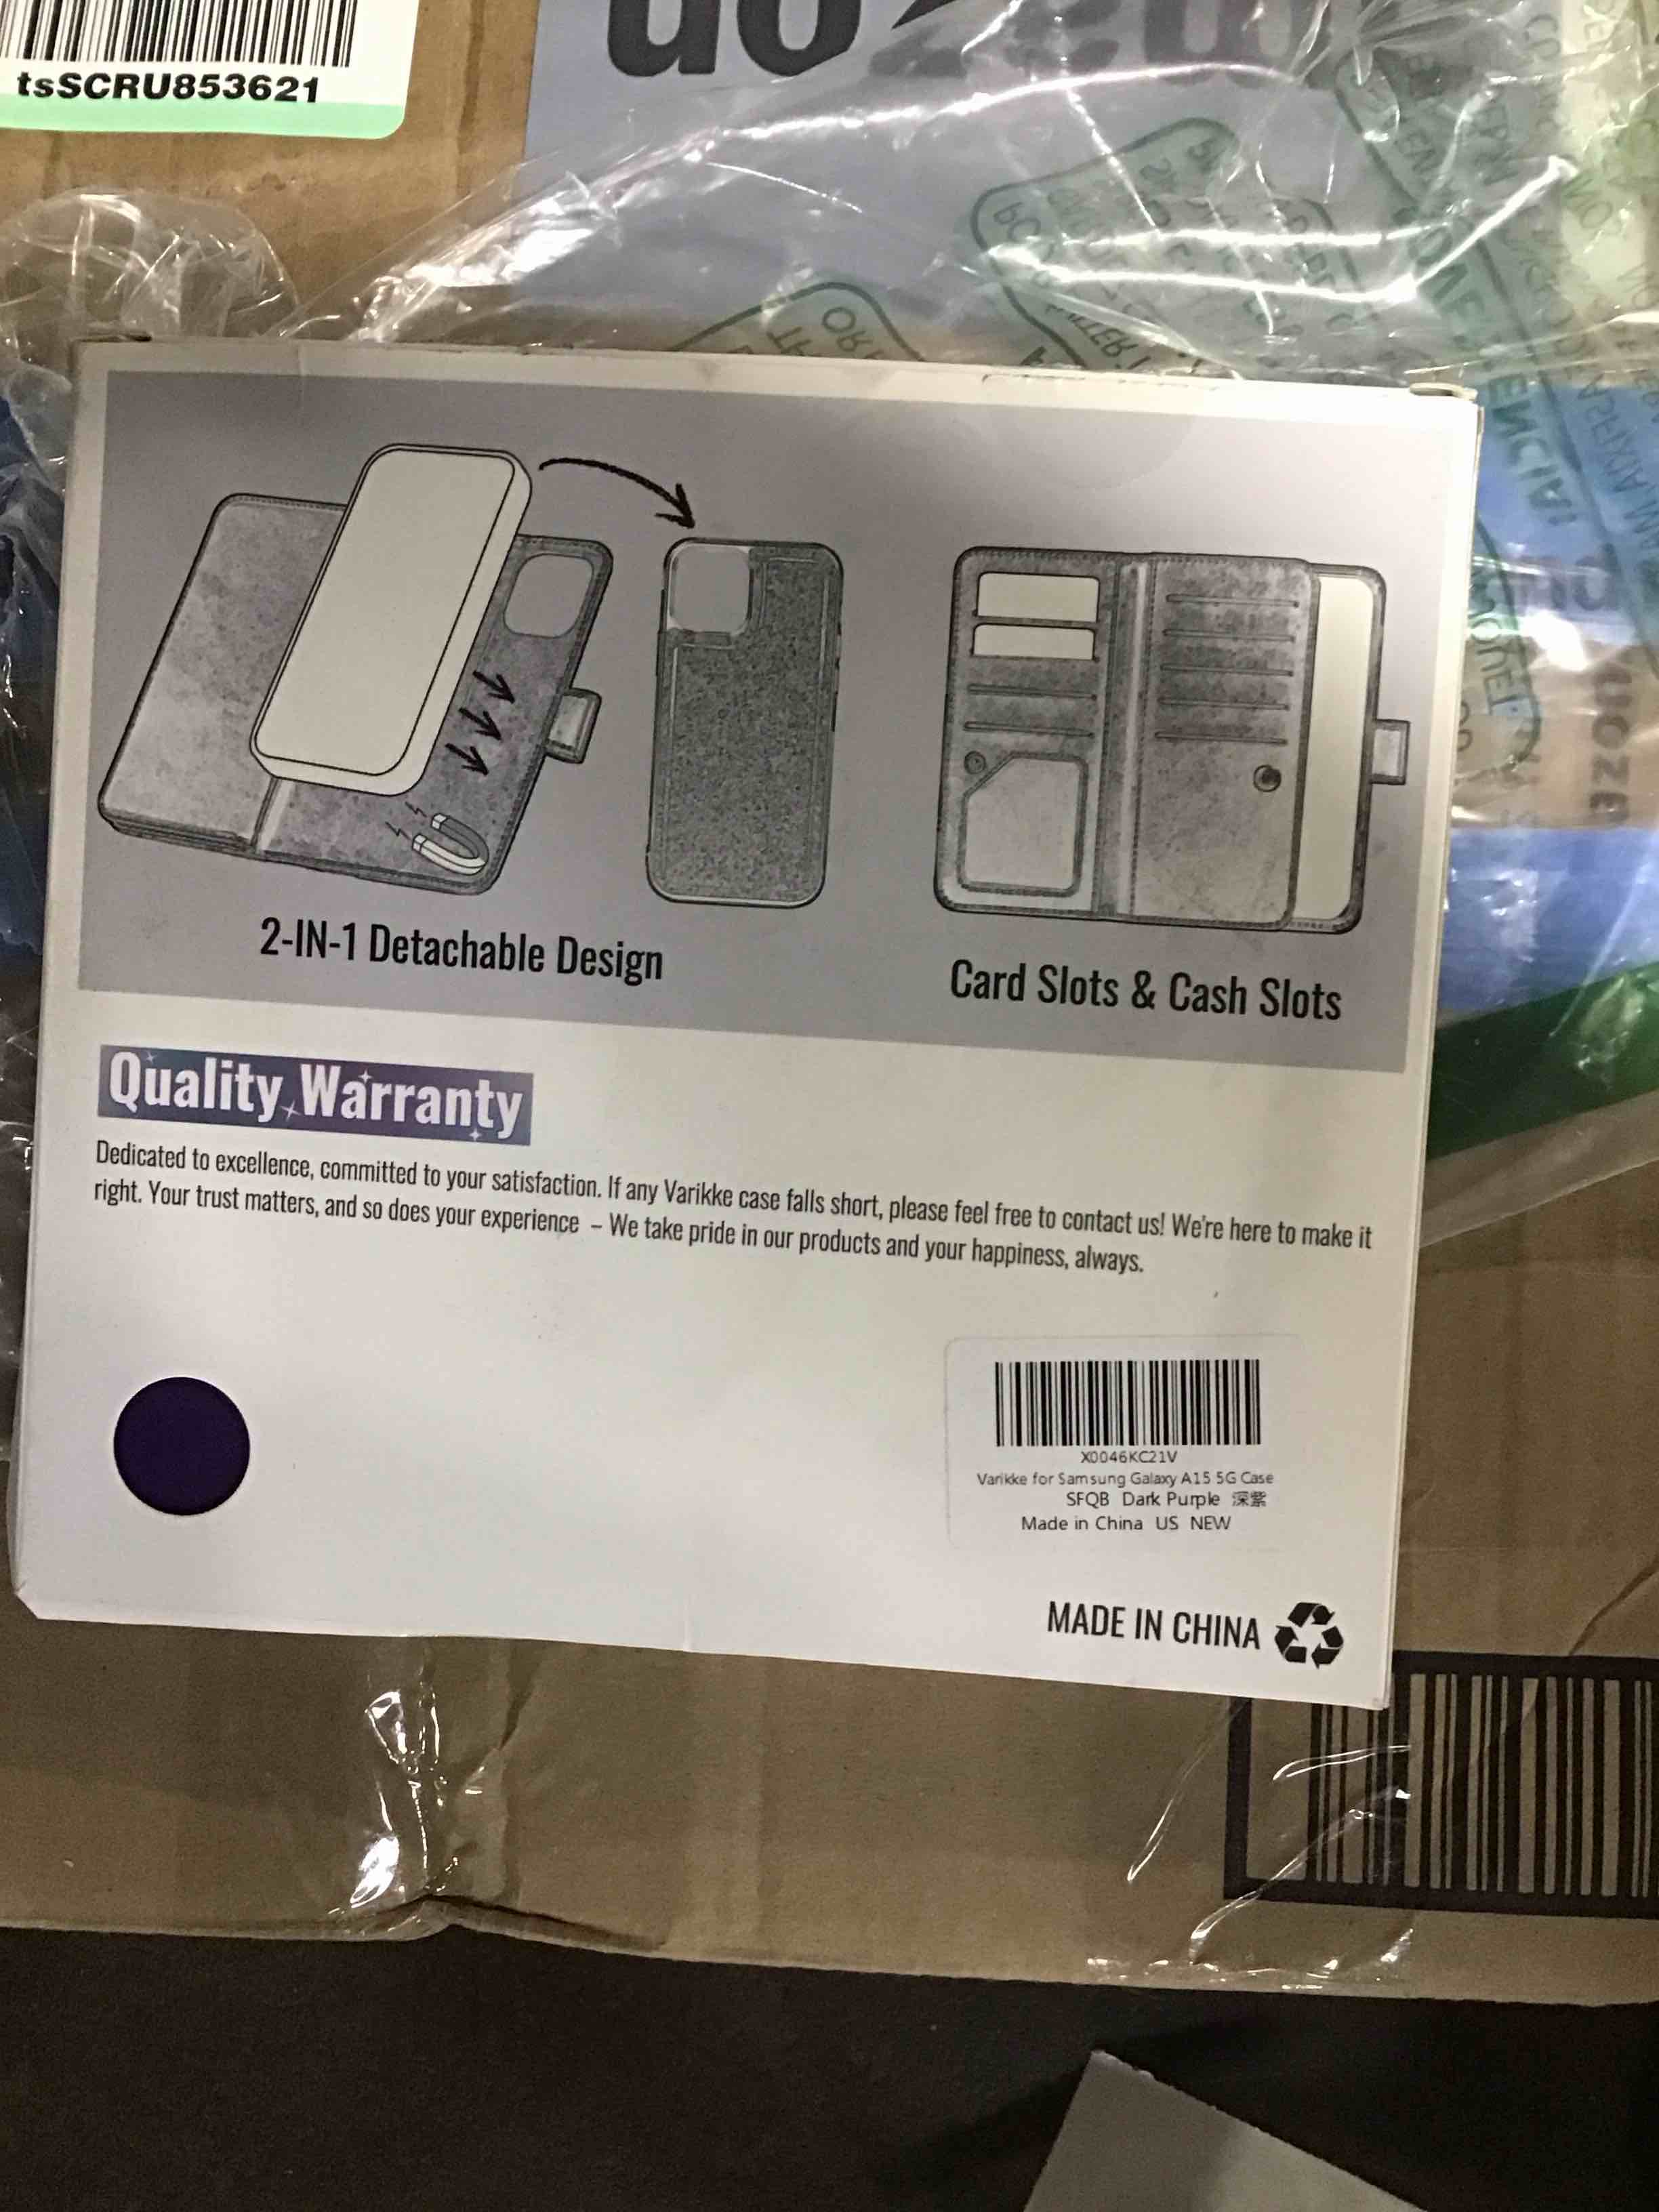 tsSCRU853621
2-IN-1 Detachable Design
Card Slots & Cash Slots
Quality Warranty
Dedicated to excellence, committed to your satisfaction. If any Varikke case falls short, please feel free to contact us! We're here to make it
right. Your trust matters, and so does your experience – We take pride in our products and your happiness, always.
X0046KC21V
Varikke for Samsung Galaxy A15 5G Case
SFQB Dark Purple 深紫
Made in China US NEW
MADE IN CHINA